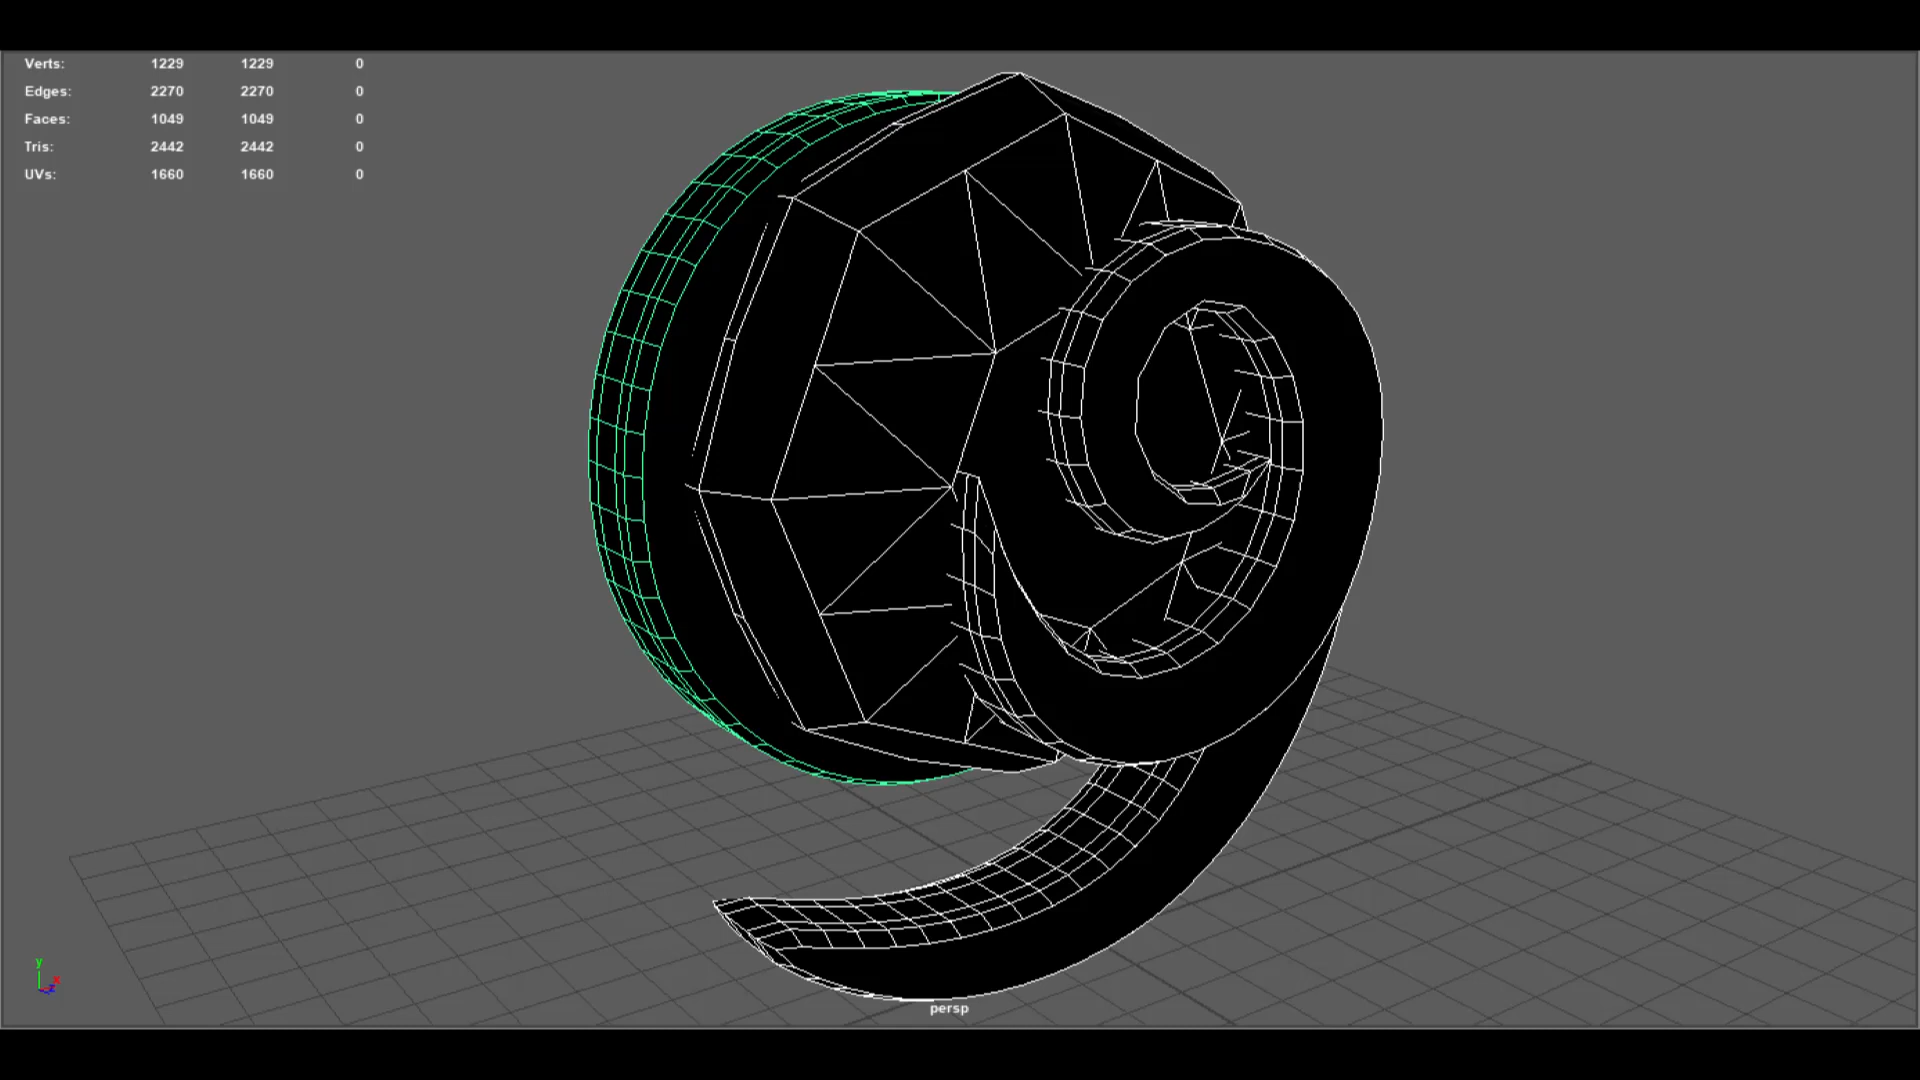 Verts: 1229 1229 0
Edges: 2270 2270 0
Faces: 1049 1049 0
Tris: 2442 2442 0
UVs: 1660 1660 0
y
x
z
persp